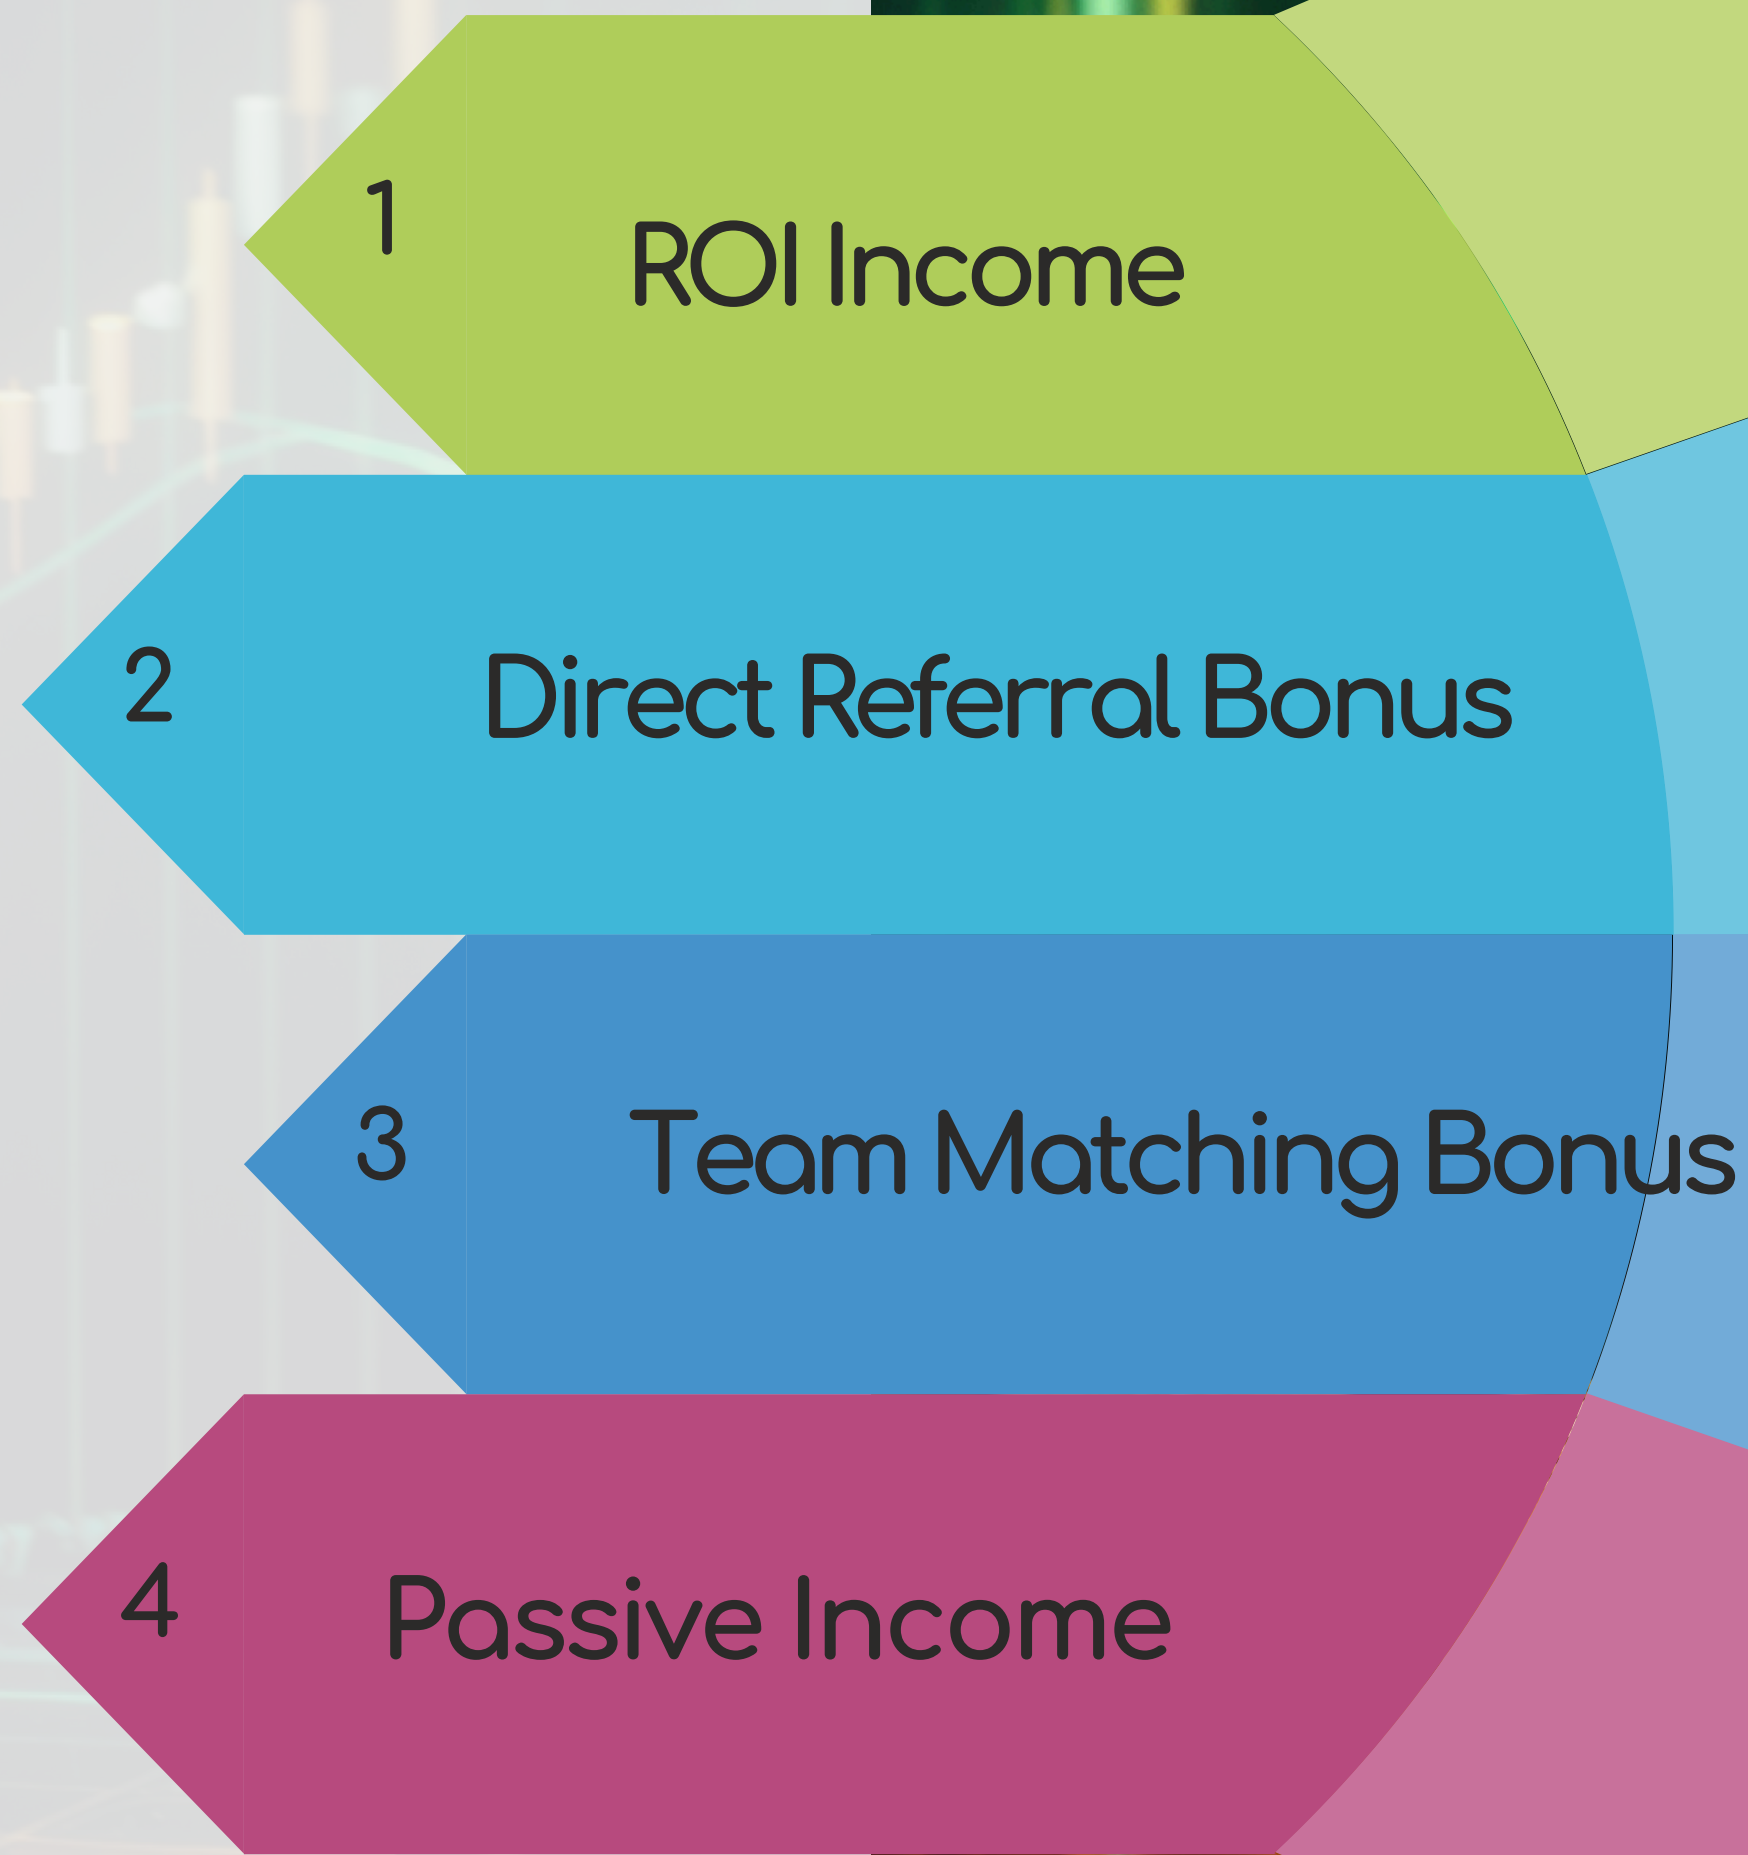 1
ROI Income
2
Direct Referral Bonus
3
Team Matching Bonus
4
Passive Income